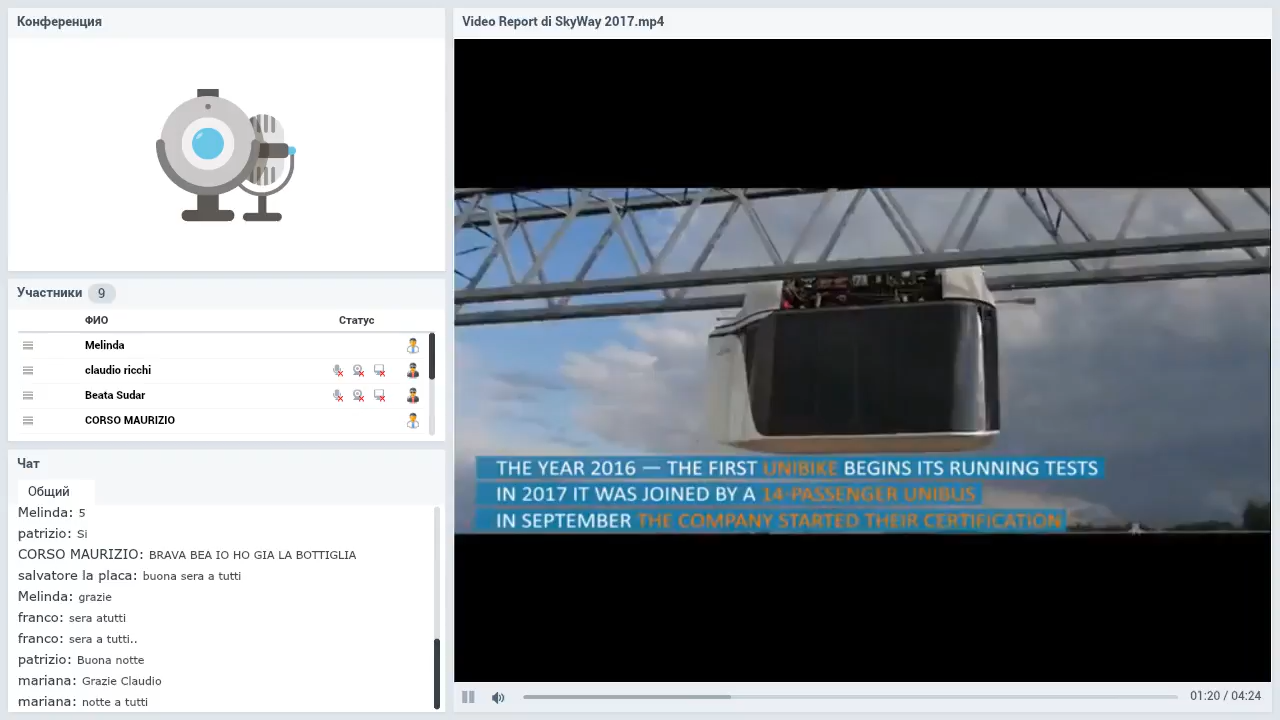 Конференция
Участники 9
ФИО Статус
Melinda
claudio ricchi
Beata Sudar
CORSO MAURIZIO
Чат
Общий
Melinda: 5
patrizio: Si
CORSO MAURIZIO: BRAVA BEA IO HO GIA LA BOTTIGLIA
salvatore la placa: buona sera a tutti
Melinda: grazie
franco: sera atutti
franco: sera a tutti..
patrizio: Buona notte
mariana: Grazie Claudio
mariana: notte a tutti
Video Report di SkyWay 2017.mp4
THE YEAR 2016 — THE FIRST UNIBIKE BEGINS ITS RUNNING TESTS
IN 2017 IT WAS JOINED BY A 14-PASSENGER UNIBUS
IN SEPTEMBER THE COMPANY STARTED THEIR CERTIFICATION
01:20 / 04:24